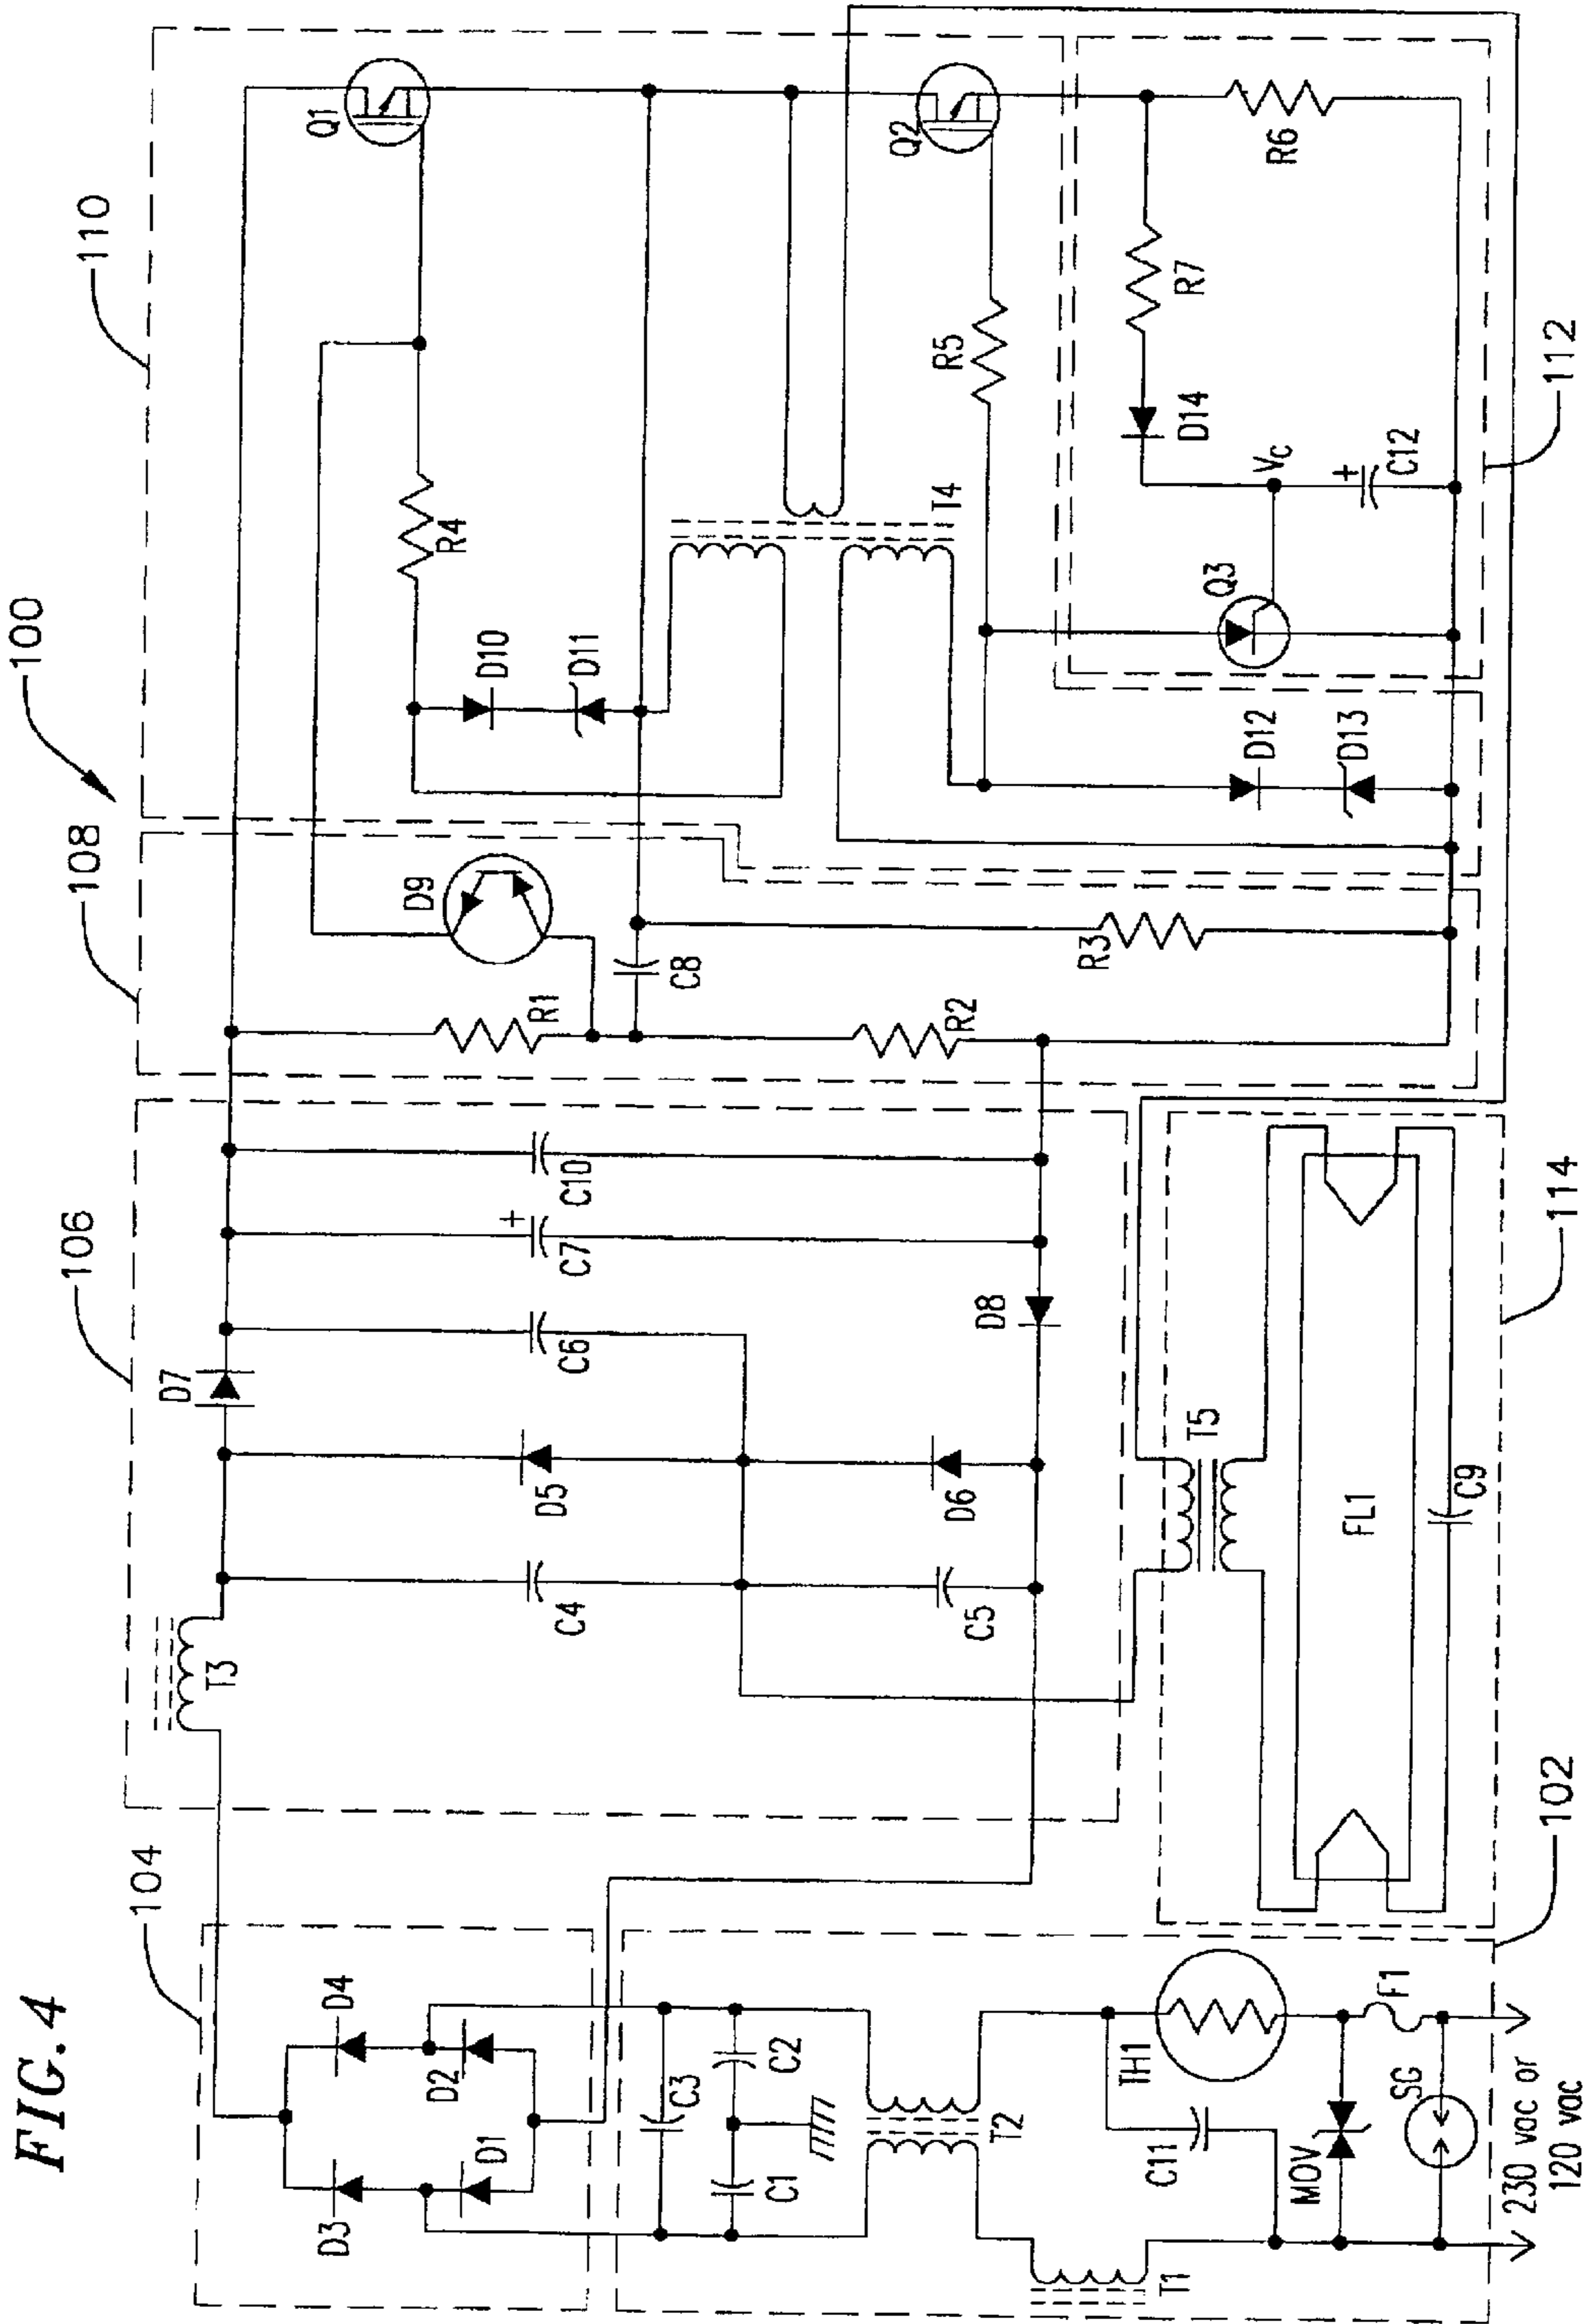 FIG.4
100
110
108
106
104
Q1
D9
R4
D10
D11
R1
C8
D7
T3
D4
D3
D2
D1
C10
C7
+
C6
D5
C4
T4
Q2
R5
R3
R2
D8
D6
C5
C3
C2
C1
T2
R7
D14
Vc
+
C12
Q3
D12
D13
R6
T5
FL1
C9
TH1
C11
T1
MOV
F1
SG
230 vac or
120 vac
112
114
102